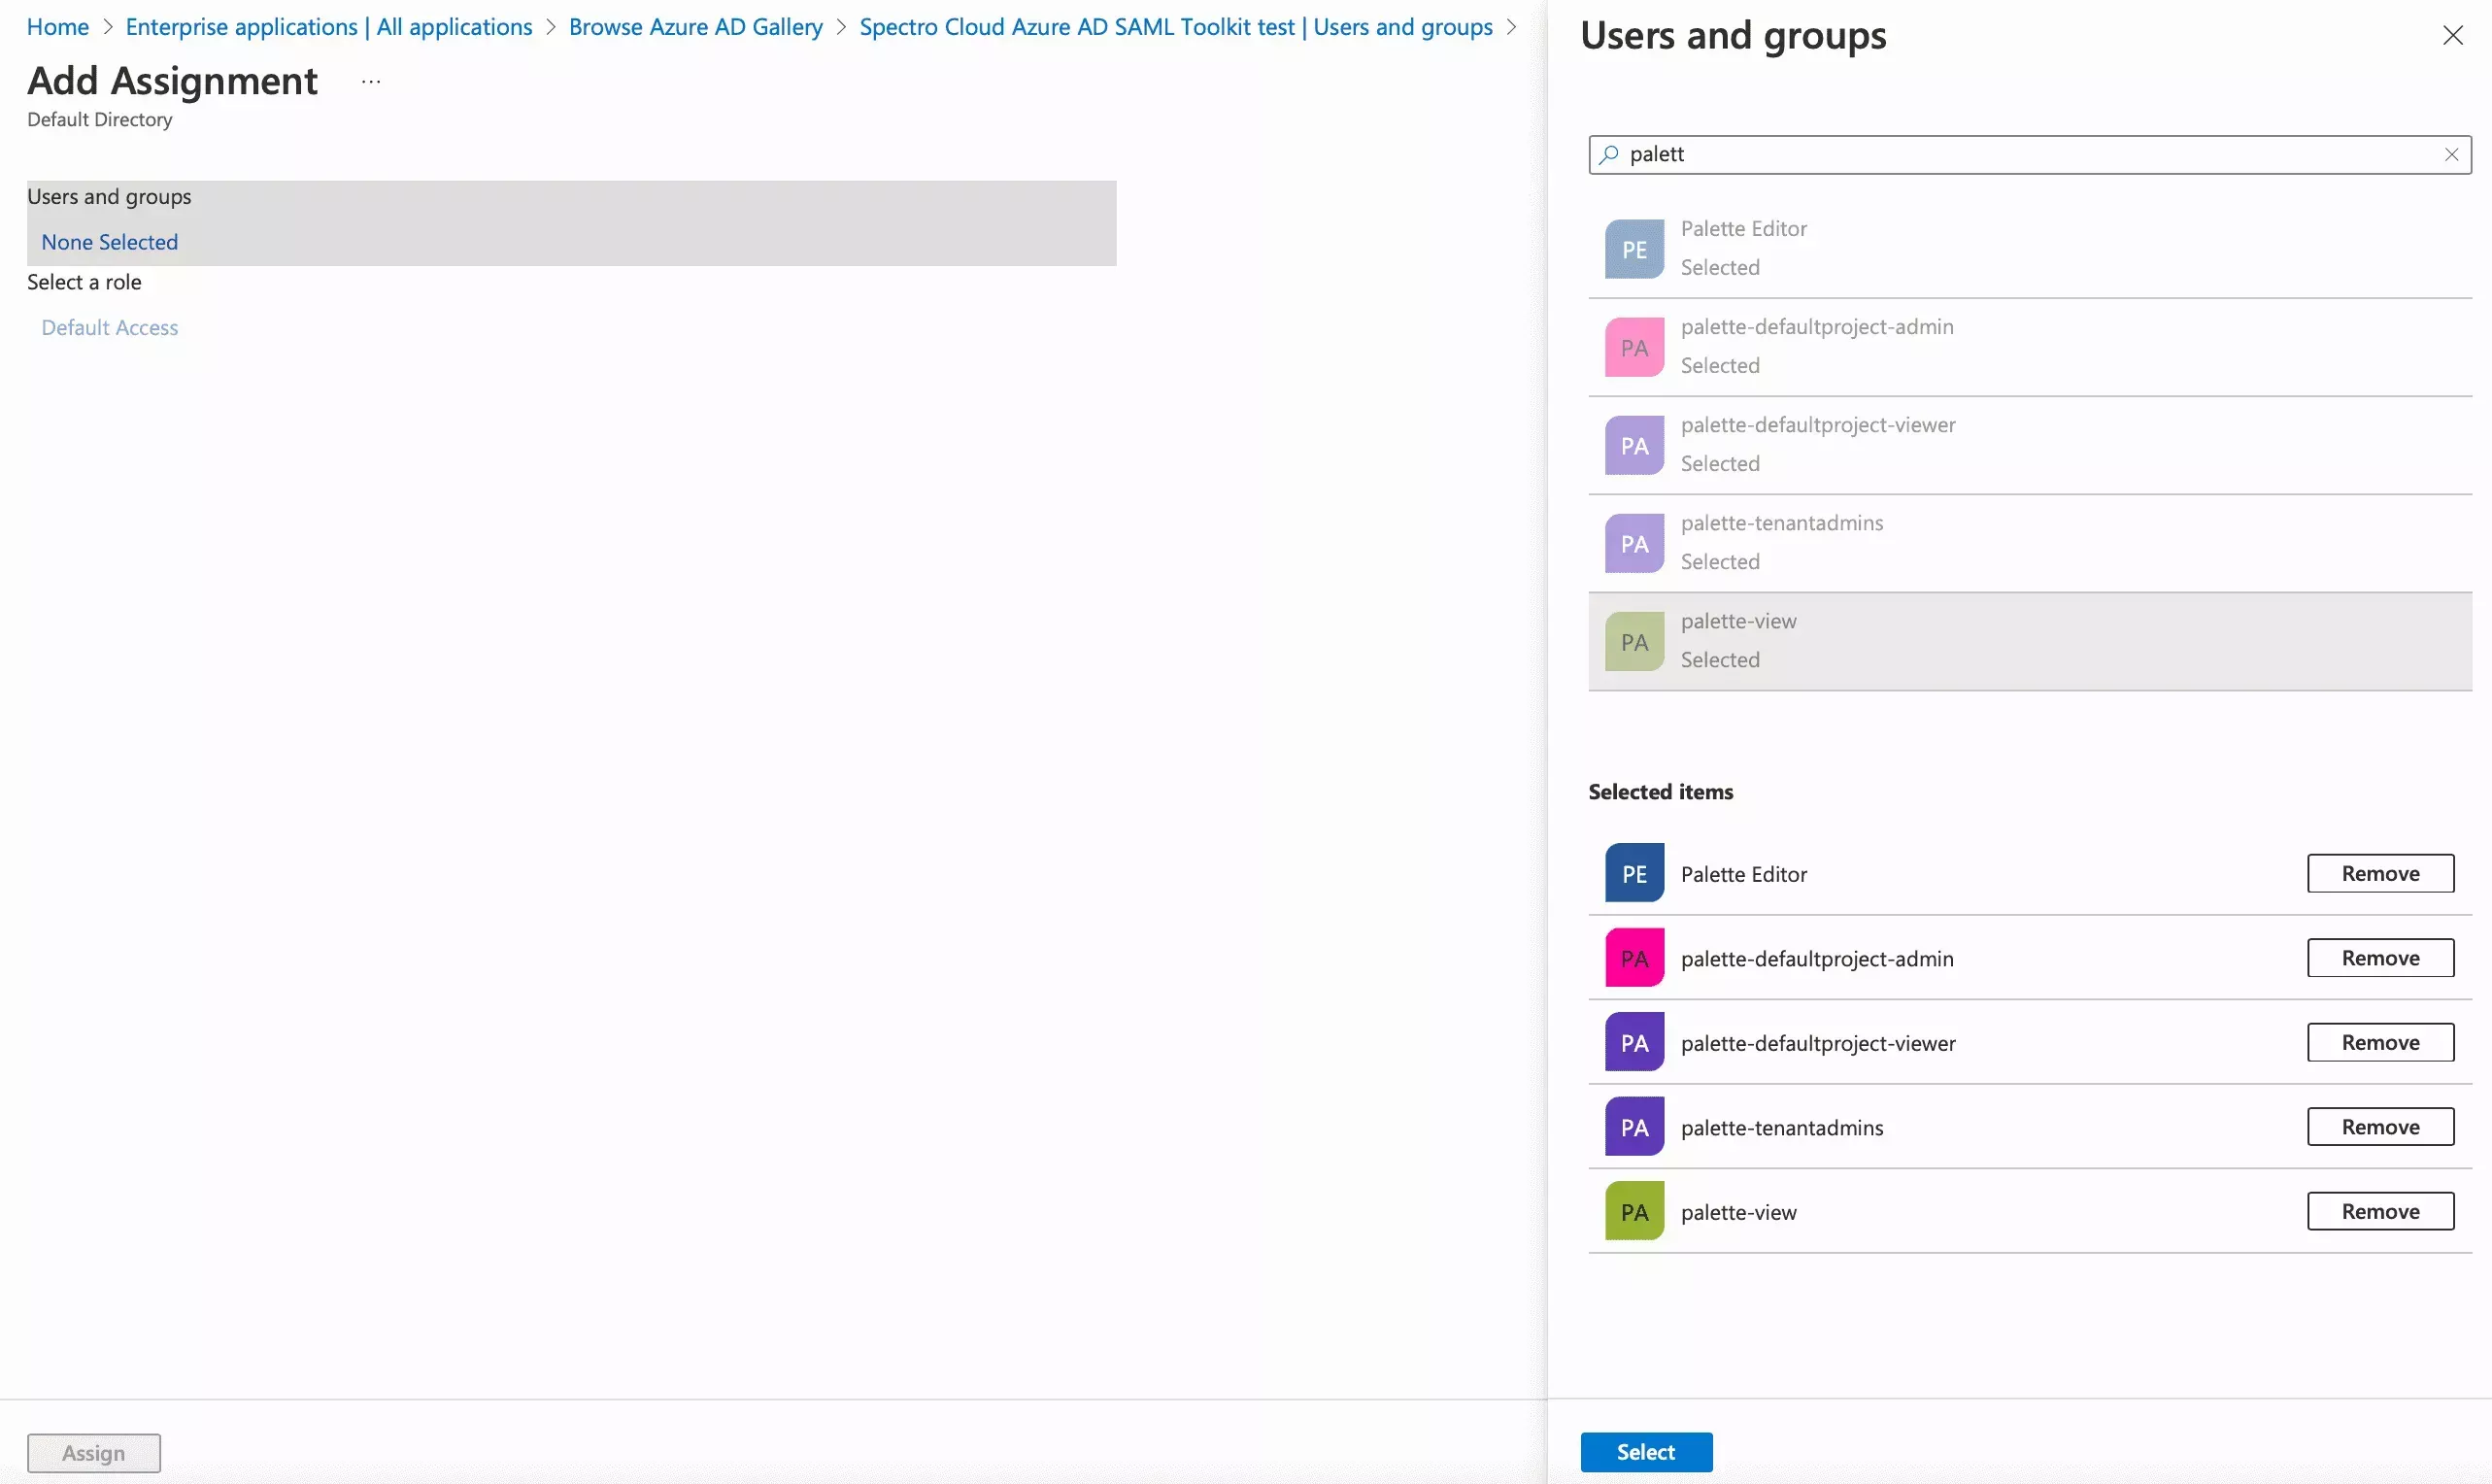 Home > Enterprise applications | All applications > Browse Azure AD Gallery > Spectro Cloud Azure AD SAML Toolkit test | Users and groups >
Add Assignment ...
Default Directory
Users and groups
None Selected
Select a role
Default Access
Assign
Users and groups
palett
PE Palette Editor
Selected
PA palette-defaultproject-admin
Selected
PA palette-defaultproject-viewer
Selected
PA palette-tenantadmins
Selected
PA palette-view
Selected
Selected items
PE Palette Editor Remove
PA palette-defaultproject-admin Remove
PA palette-defaultproject-viewer Remove
PA palette-tenantadmins Remove
PA palette-view Remove
Select